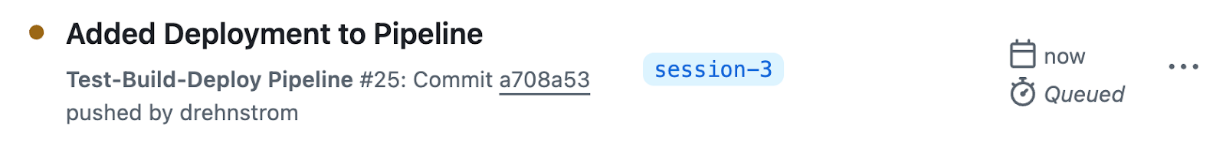 Added Deployment to Pipeline
Test-Build-Deploy Pipeline #25: Commit a708a53
pushed by drehnstrom
session-3
now
Queued